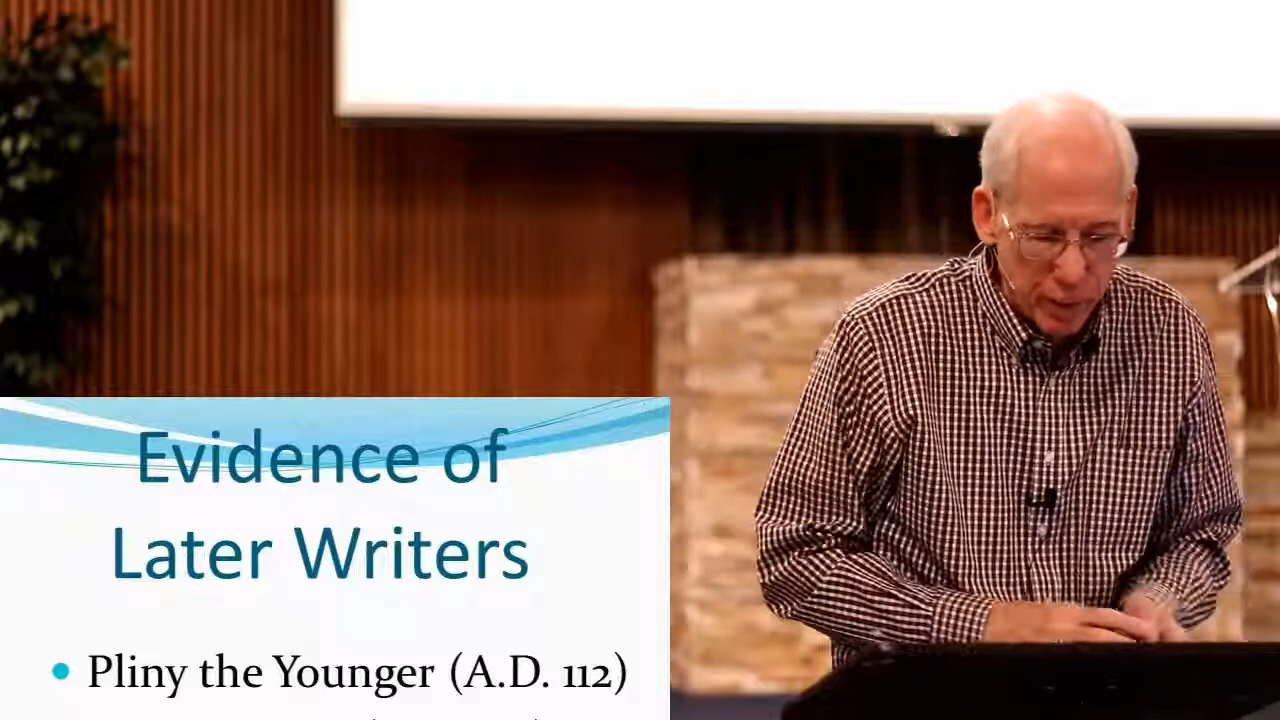 Evidence of
Later Writers
• Pliny the Younger (A.D. 112)